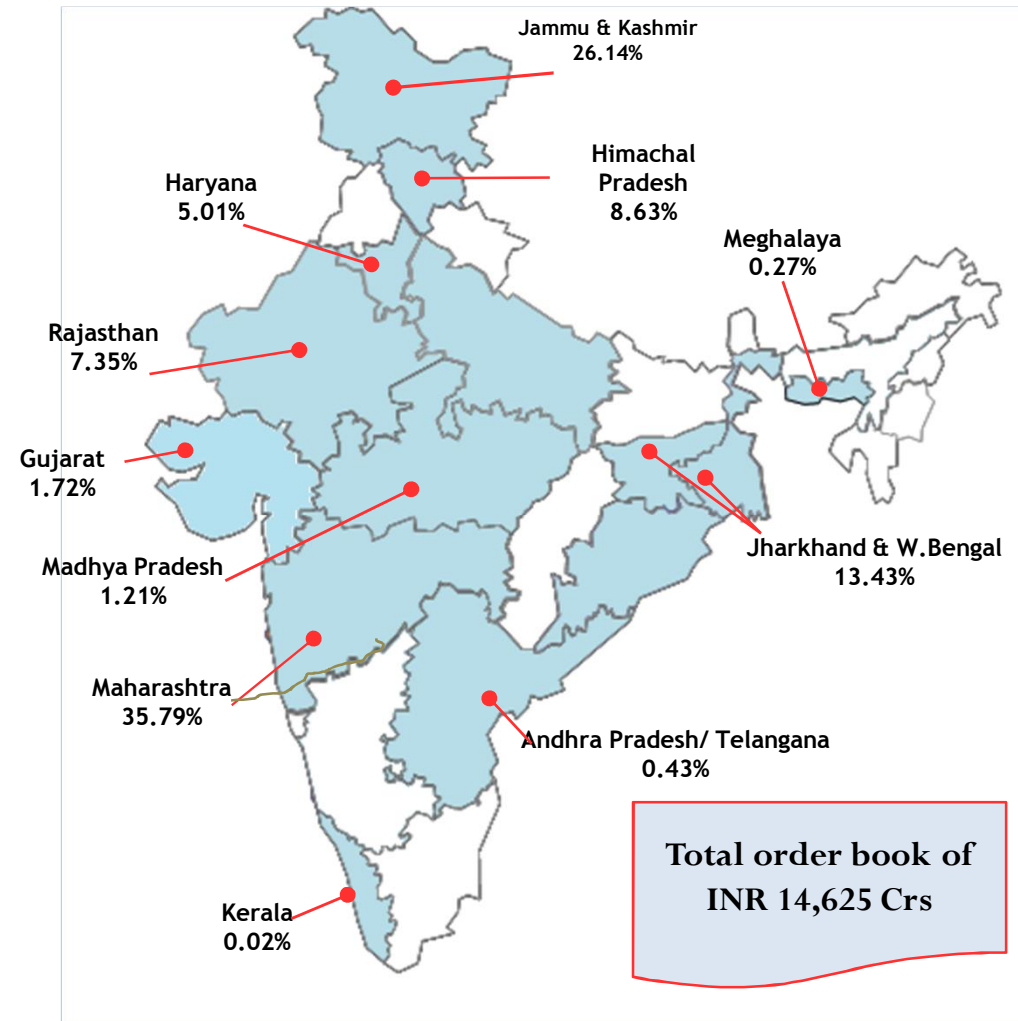 Jammu & Kashmir
26.14%
Himachal
Pradesh
8.63%
Haryana
5.01%
Meghalaya
0.27%
Rajasthan
7.35%
Gujarat
1.72%
Jharkhand & W.Bengal
13.43%
Madhya Pradesh
1.21%
Maharashtra
35.79%
Andhra Pradesh/ Telangana
0.43%
Total order book of
INR 14,625 Crs
Kerala
0.02%